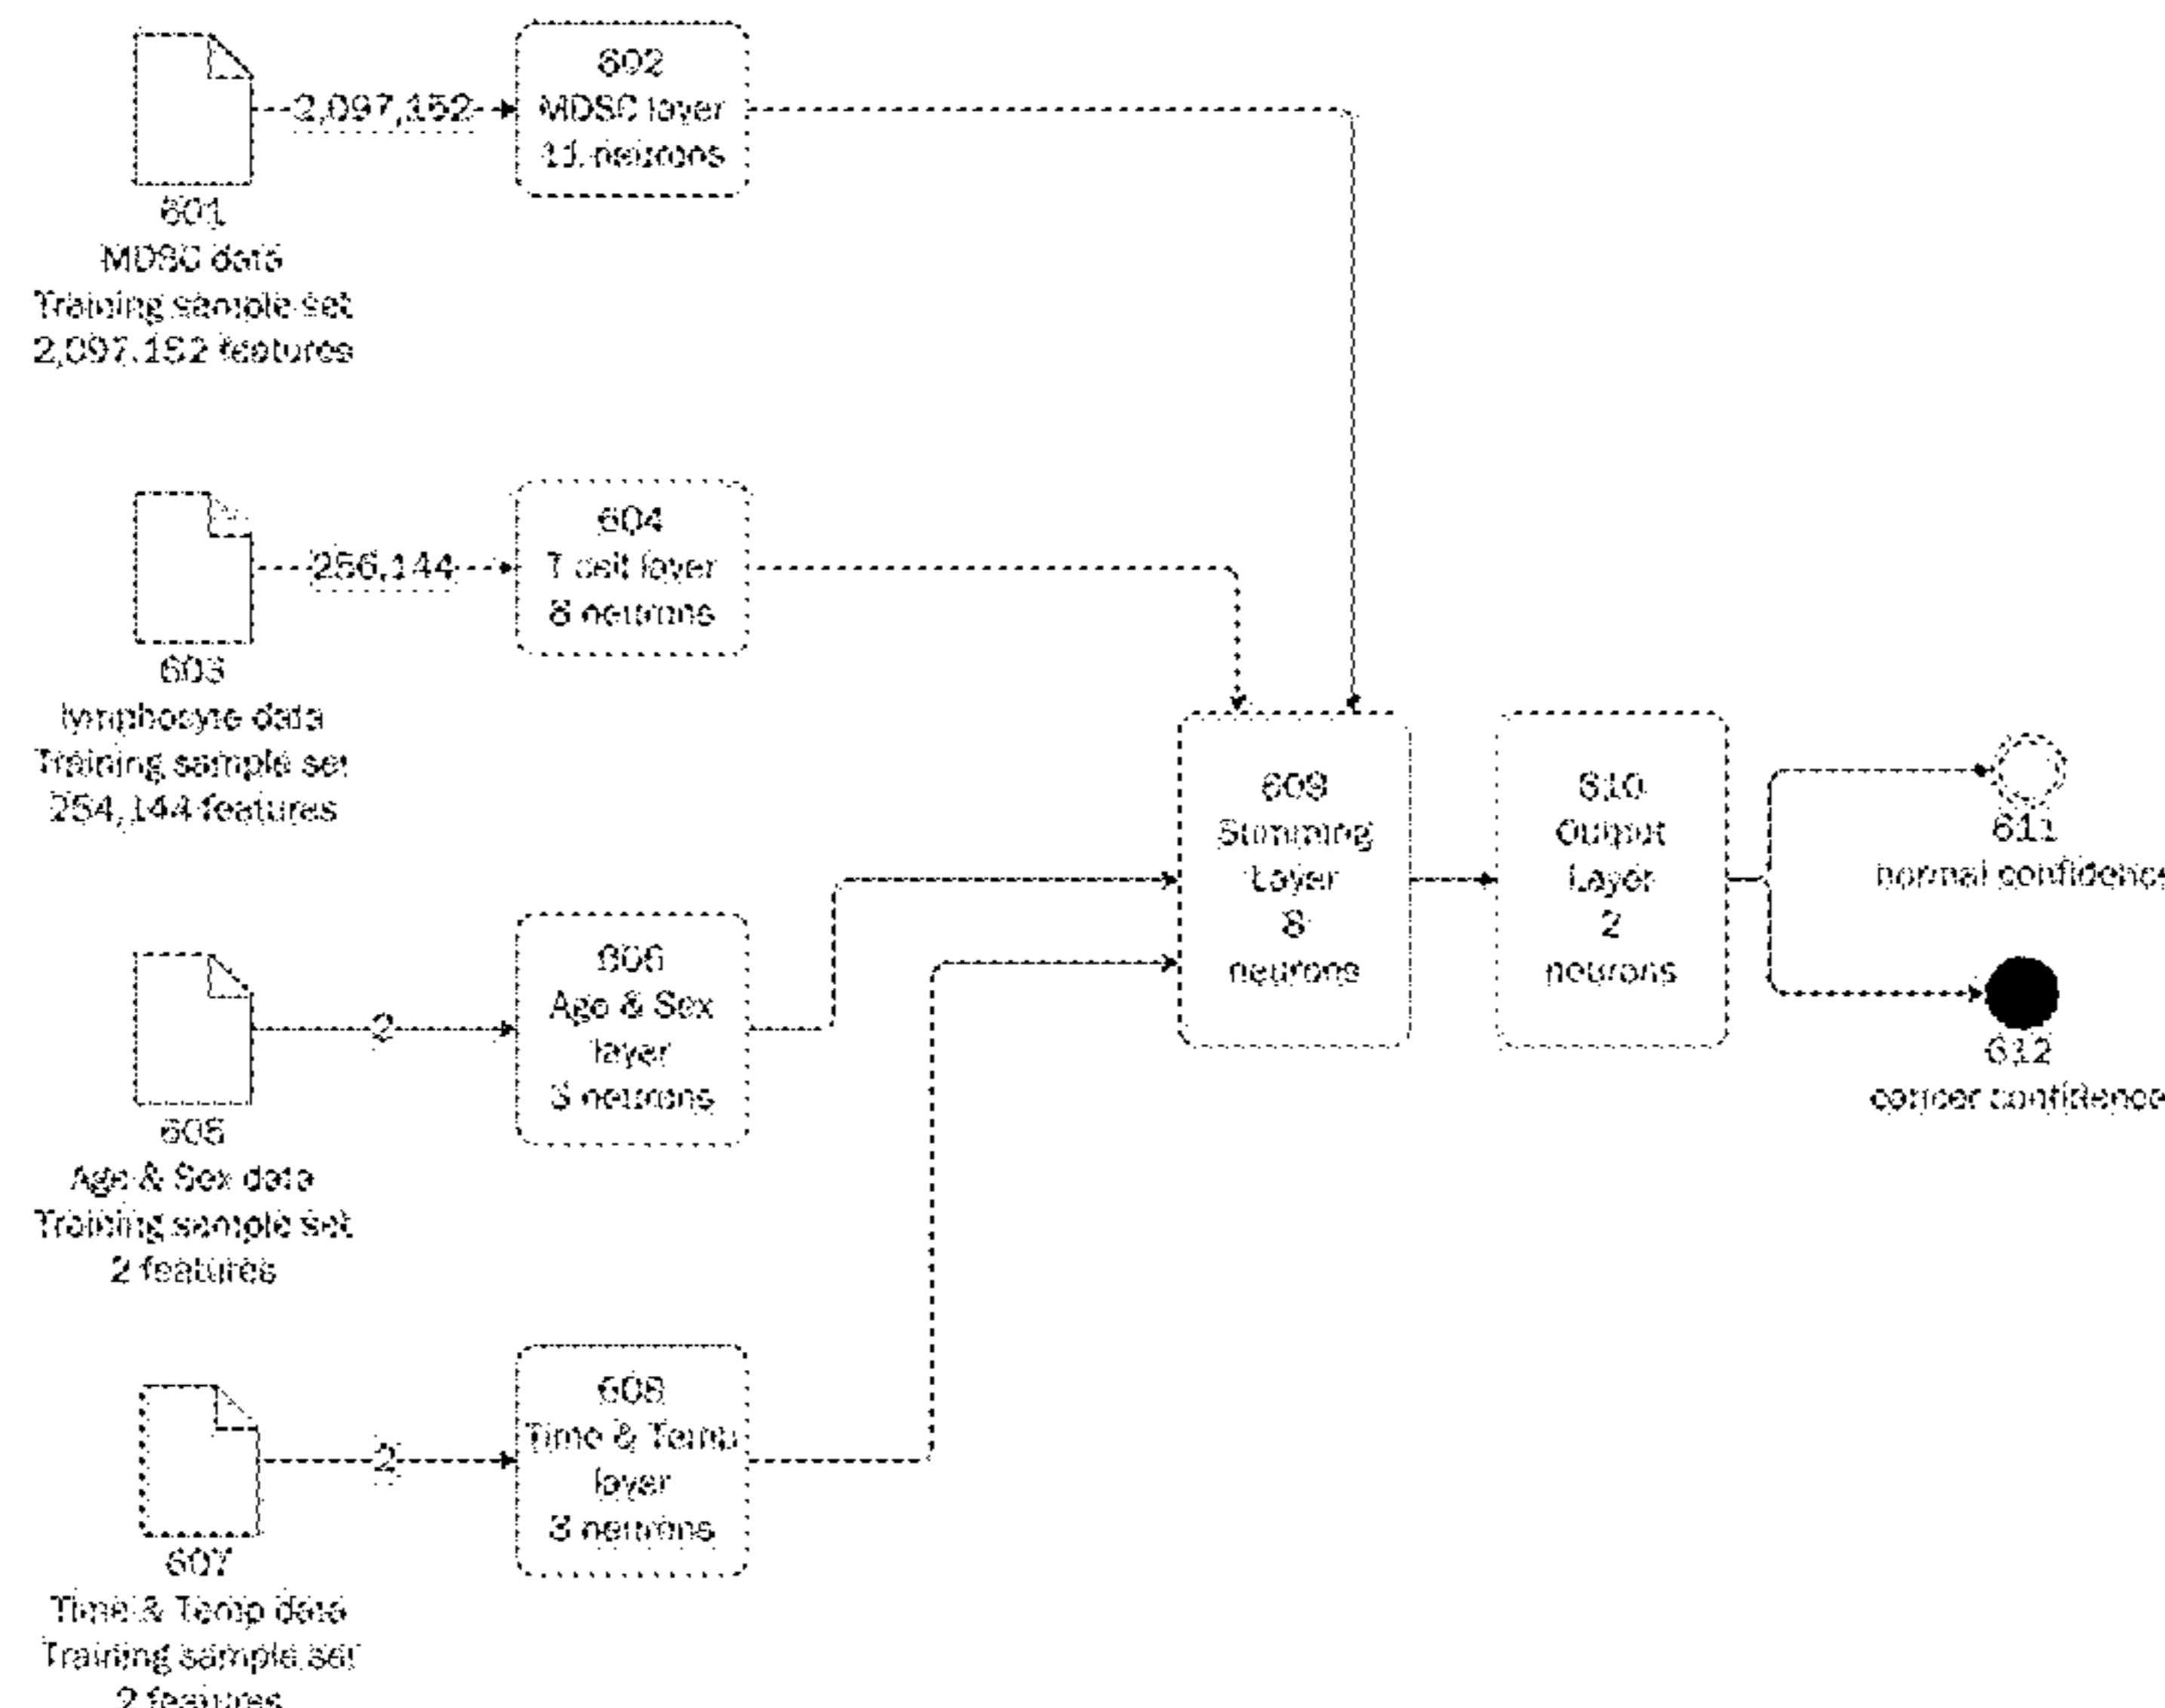 2,097,152
602
MDSC layer
11 neurons
601
MDSC data
Training sample set
2,097,152 features
256,144
604
T cell layer
8 neurons
603
lymphocyte data
Training sample set
254,144 features
609
Summing
Layer
8
neurons
610
Output
Layer
2
neurons
611
normal confidence
612
cancer confidence
2
606
Age & Sex
layer
3 neurons
605
Age & Sex data
Training sample set
2 features
2
608
Time & Temp
layer
3 neurons
607
Time & Temp data
Training sample set
2 features